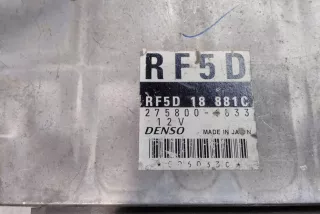 RF5D
RF5D 18 881C
275800-4633
12V
DENSO MADE IN JAPAN